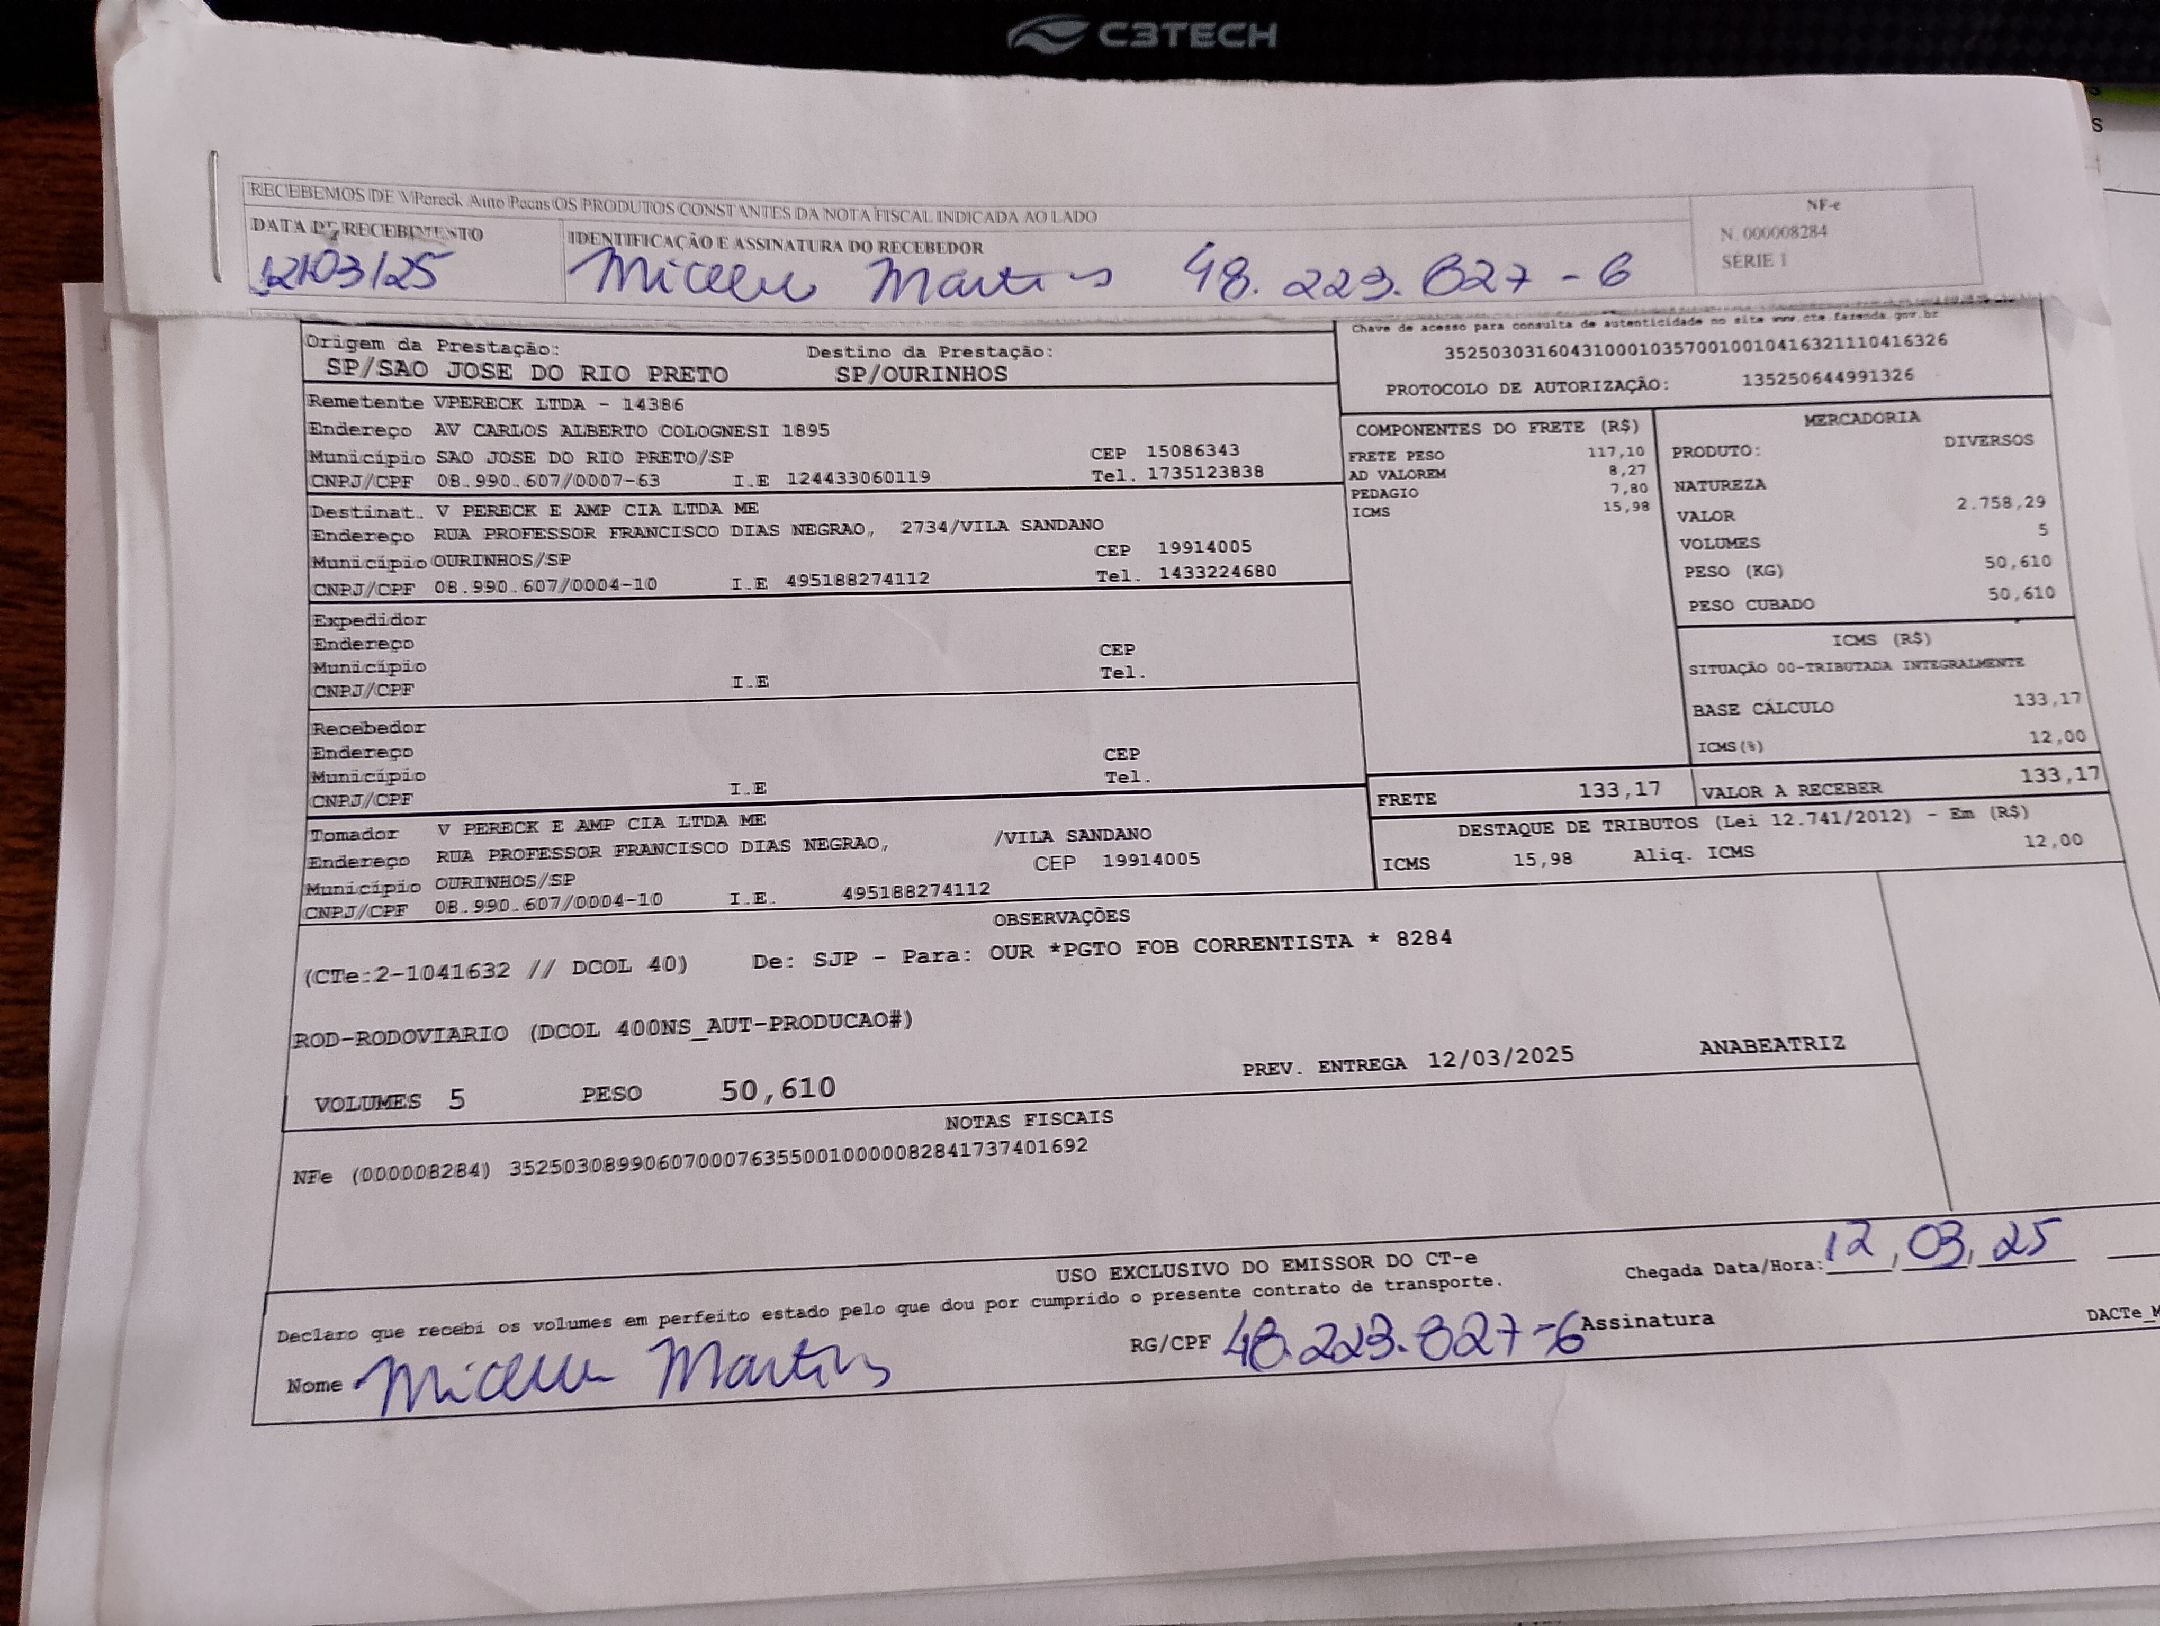 C3TECH
RECEBEMOS DE VPereck Auto Pecas OS PRODUTOS CONSTANTES DA NOTA FISCAL INDICADA AO LADO
DATA DE RECEBIMENTO
IDENTIFICAÇÃO E ASSINATURA DO RECEBEDOR
12/03/25
Martins 48.223.827-6
NF-e
N. 000008284
SÉRIE 1
Origem da Prestação:
SP/SAO JOSE DO RIO PRETO
Destino da Prestação:
SP/OURINHOS
Chave de acesso para consulta de autenticidade no site www.cte.fazenda.gov.br
35250303160431000103570010010416321110416326
PROTOCOLO DE AUTORIZAÇÃO: 135250644991326
Remetente VPERECK LTDA - 14386
Endereço AV CARLOS ALBERTO COLOGNESI 1895
Município SAO JOSE DO RIO PRETO/SP CEP 15086343
CNPJ/CPF 08.990.607/0007-63 I.E 124433060119 Tel. 1735123838
Destinat. V PERECK E AMP CIA LTDA ME
Endereço RUA PROFESSOR FRANCISCO DIAS NEGRAO, 2734/VILA SANDANO
Município OURINHOS/SP CEP 19914005
CNPJ/CPF 08.990.607/0004-10 I.E 495188274112 Tel. 1433224680
Expedidor
Endereço
Município CEP
CNPJ/CPF I.E Tel.
Recebedor
Endereço
Município CEP
CNPJ/CPF I.E Tel.
Tomador V PERECK E AMP CIA LTDA ME
Endereço RUA PROFESSOR FRANCISCO DIAS NEGRAO, /VILA SANDANO
Município OURINHOS/SP CEP 19914005
CNPJ/CPF 08.990.607/0004-10 I.E. 495188274112
COMPONENTES DO FRETE (R$)
FRETE PESO 117,10
AD VALOREM 8,27
PEDAGIO 7,80
ICMS 15,98
MERCADORIA
PRODUTO: DIVERSOS
NATUREZA
VALOR 2.758,29
VOLUMES 5
PESO (KG) 50,610
PESO CUBADO 50,610
ICMS (R$)
SITUAÇÃO 00-TRIBUTADA INTEGRALMENTE
BASE CÁLCULO 133,17
ICMS(%) 12,00
FRETE 133,17 VALOR A RECEBER 133,17
DESTAQUE DE TRIBUTOS (Lei 12.741/2012) - Em (R$)
ICMS 15,98 Aliq. ICMS 12,00
OBSERVAÇÕES
(CTe:2-1041632 // DCOL 40) De: SJP - Para: OUR *PGTO FOB CORRENTISTA * 8284
ROD-RODOVIARIO (DCOL 400NS_AUT-PRODUCAO#)
VOLUMES 5 PESO 50,610 PREV. ENTREGA 12/03/2025 ANABEATRIZ
NOTAS FISCAIS
NFe (000008284) 35250308990607000763550010000082841737401692
USO EXCLUSIVO DO EMISSOR DO CT-e
Declaro que recebi os volumes em perfeito estado pelo que dou por cumprido o presente contrato de transporte.
Chegada Data/Hora: 12,03,25
Nome Martins RG/CPF 48.223.827-6 Assinatura
DACTe_M